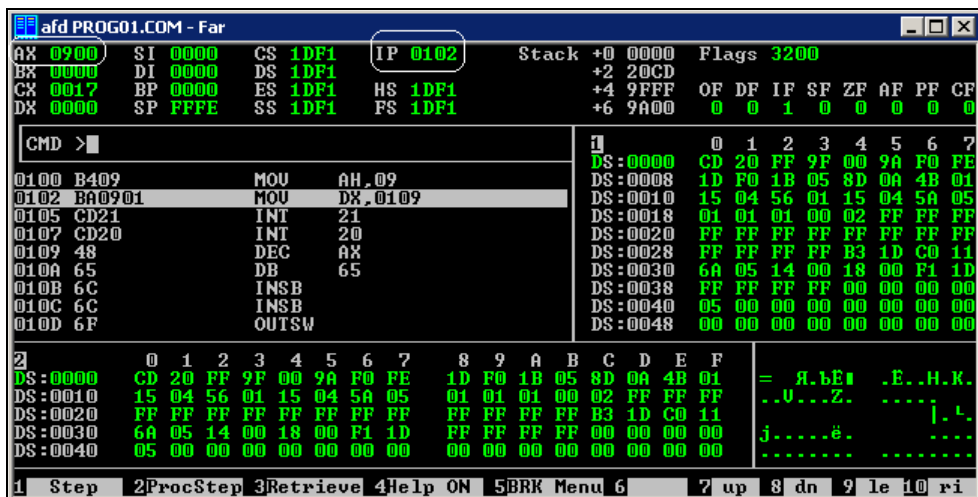 afd PROG01.COM - Far
AX 0900 SI 0000 CS 1DF1 IP 0102 Stack +0 0000 Flags 3200
BX 0000 DI 0000 DS 1DF1 +2 20CD
CX 0017 BP 0000 ES 1DF1 HS 1DF1 +4 9FFF OF DF IF SF ZF AF PF CF
DX 0000 SP FFFE SS 1DF1 FS 1DF1 +6 9A00 0 0 1 0 0 0 0 0
CMD >
0100 B409 MOV AH,09
0102 BA0901 MOV DX,0109
0105 CD21 INT 21
0107 CD20 INT 20
0109 48 DEC AX
010A 65 DB 65
010B 6C INSB
010C 6C INSB
010D 6F OUTSW
1 0 1 2 3 4 5 6 7
DS:0000 CD 20 FF 9F 00 9A F0 FE
DS:0008 1D F0 1B 05 8D 0A 4B 01
DS:0010 15 04 56 01 15 04 5A 05
DS:0018 01 01 01 00 02 FF FF FF
DS:0020 FF FF FF FF FF FF FF FF
DS:0028 FF FF FF FF B3 1D C0 11
DS:0030 6A 05 14 00 18 00 F1 1D
DS:0038 FF FF FF FF 00 00 00 00
DS:0040 05 00 00 00 00 00 00 00
DS:0048 00 00 00 00 00 00 00 00
2 0 1 2 3 4 5 6 7 8 9 A B C D E F
DS:0000 CD 20 FF 9F 00 9A F0 FE 1D F0 1B 05 8D 0A 4B 01 = Я.ЪЁ■ .Ё..Н.К.
DS:0010 15 04 56 01 15 04 5A 05 01 01 01 00 02 FF FF FF ..V...Z. .....
DS:0020 FF FF FF FF FF FF FF FF FF FF FF FF B3 1D C0 11 │.└.
DS:0030 6A 05 14 00 18 00 F1 1D FF FF FF FF 00 00 00 00 j.....ё. ....
DS:0040 05 00 00 00 00 00 00 00 00 00 00 00 00 00 00 00 ........ ........
1 Step 2ProcStep 3Retrieve 4Help ON 5BRK Menu 6 7 up 8 dn 9 le 10 ri